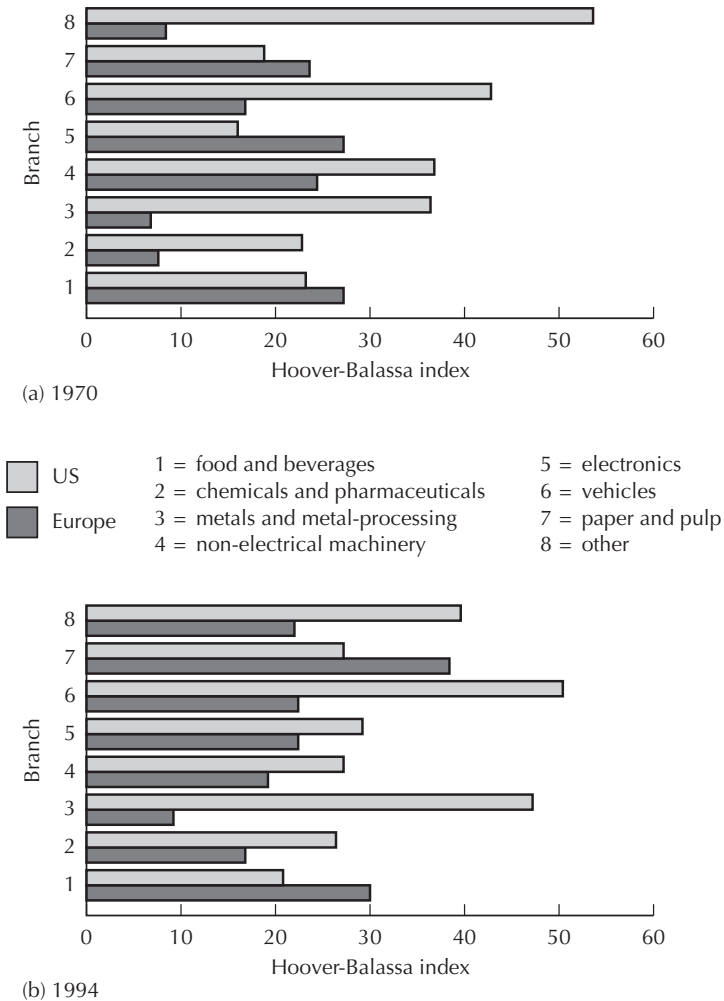 8
7
6
5
4
3
2
1
Branch
0 10 20 30 40 50 60
Hoover-Balassa index
(a) 1970
US
Europe
1 = food and beverages
2 = chemicals and pharmaceuticals
3 = metals and metal-processing
4 = non-electrical machinery
5 = electronics
6 = vehicles
7 = paper and pulp
8 = other
8
7
6
5
4
3
2
1
Branch
0 10 20 30 40 50 60
Hoover-Balassa index
(b) 1994